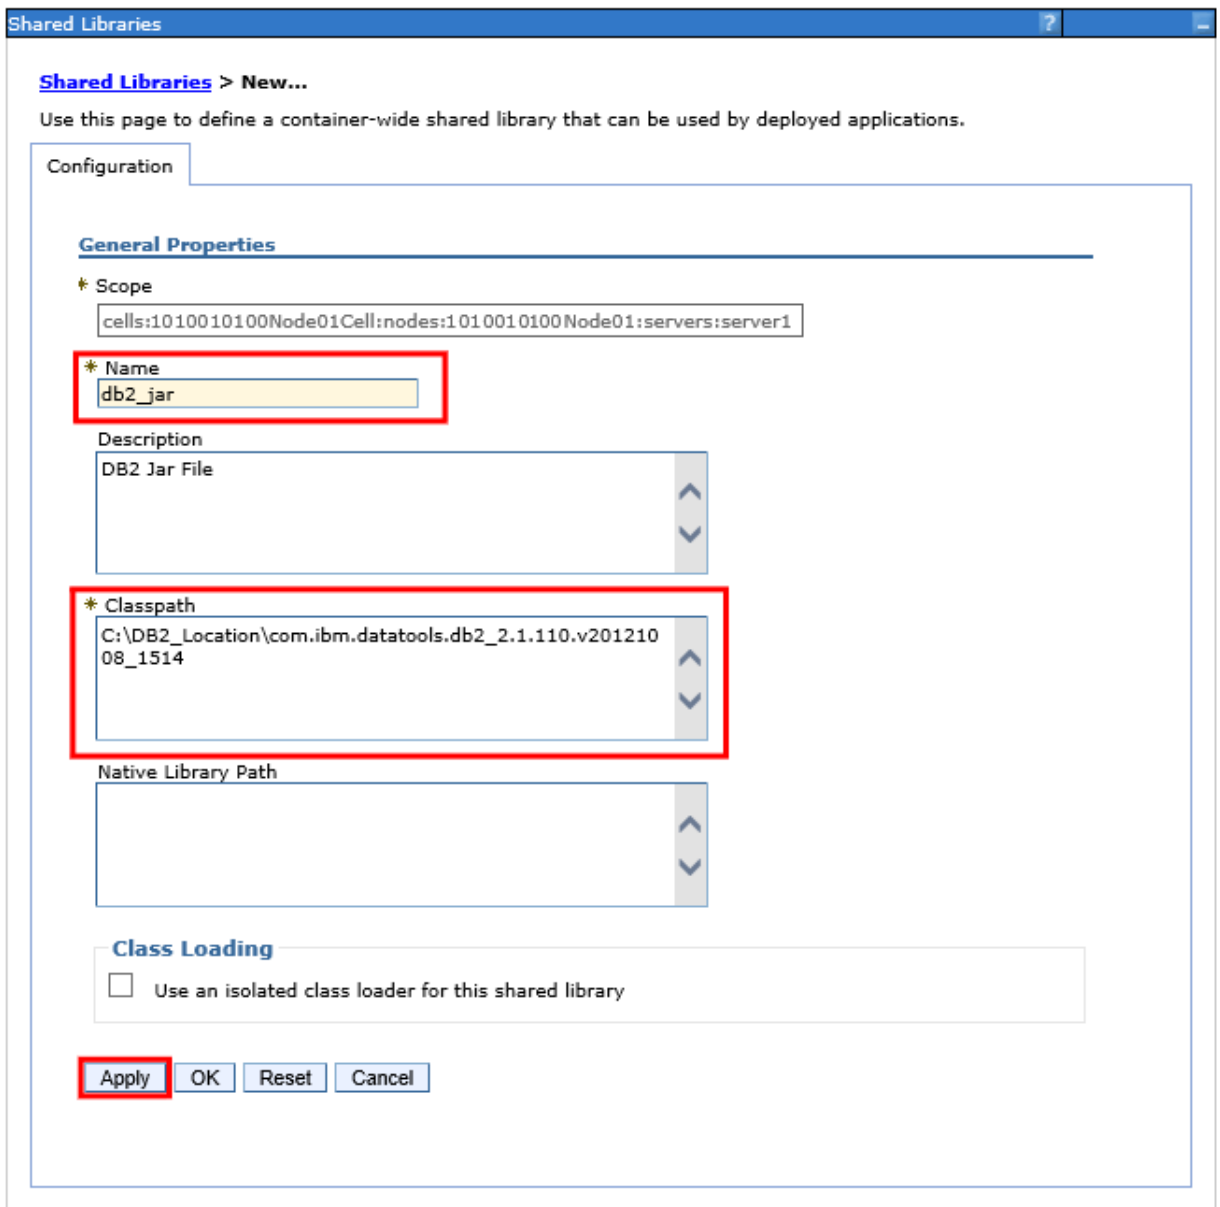 Shared Libraries ?
Shared Libraries > New...
Use this page to define a container-wide shared library that can be used by deployed applications.
Configuration
General Properties
* Scope
cells:1010010100Node01Cell:nodes:1010010100Node01:servers:server1
* Name
db2_jar
Description
DB2 Jar File
* Classpath
C:\DB2_Location\com.ibm.datatools.db2_2.1.110.v201210
08_1514
Native Library Path
Class Loading
Use an isolated class loader for this shared library
Apply OK Reset Cancel